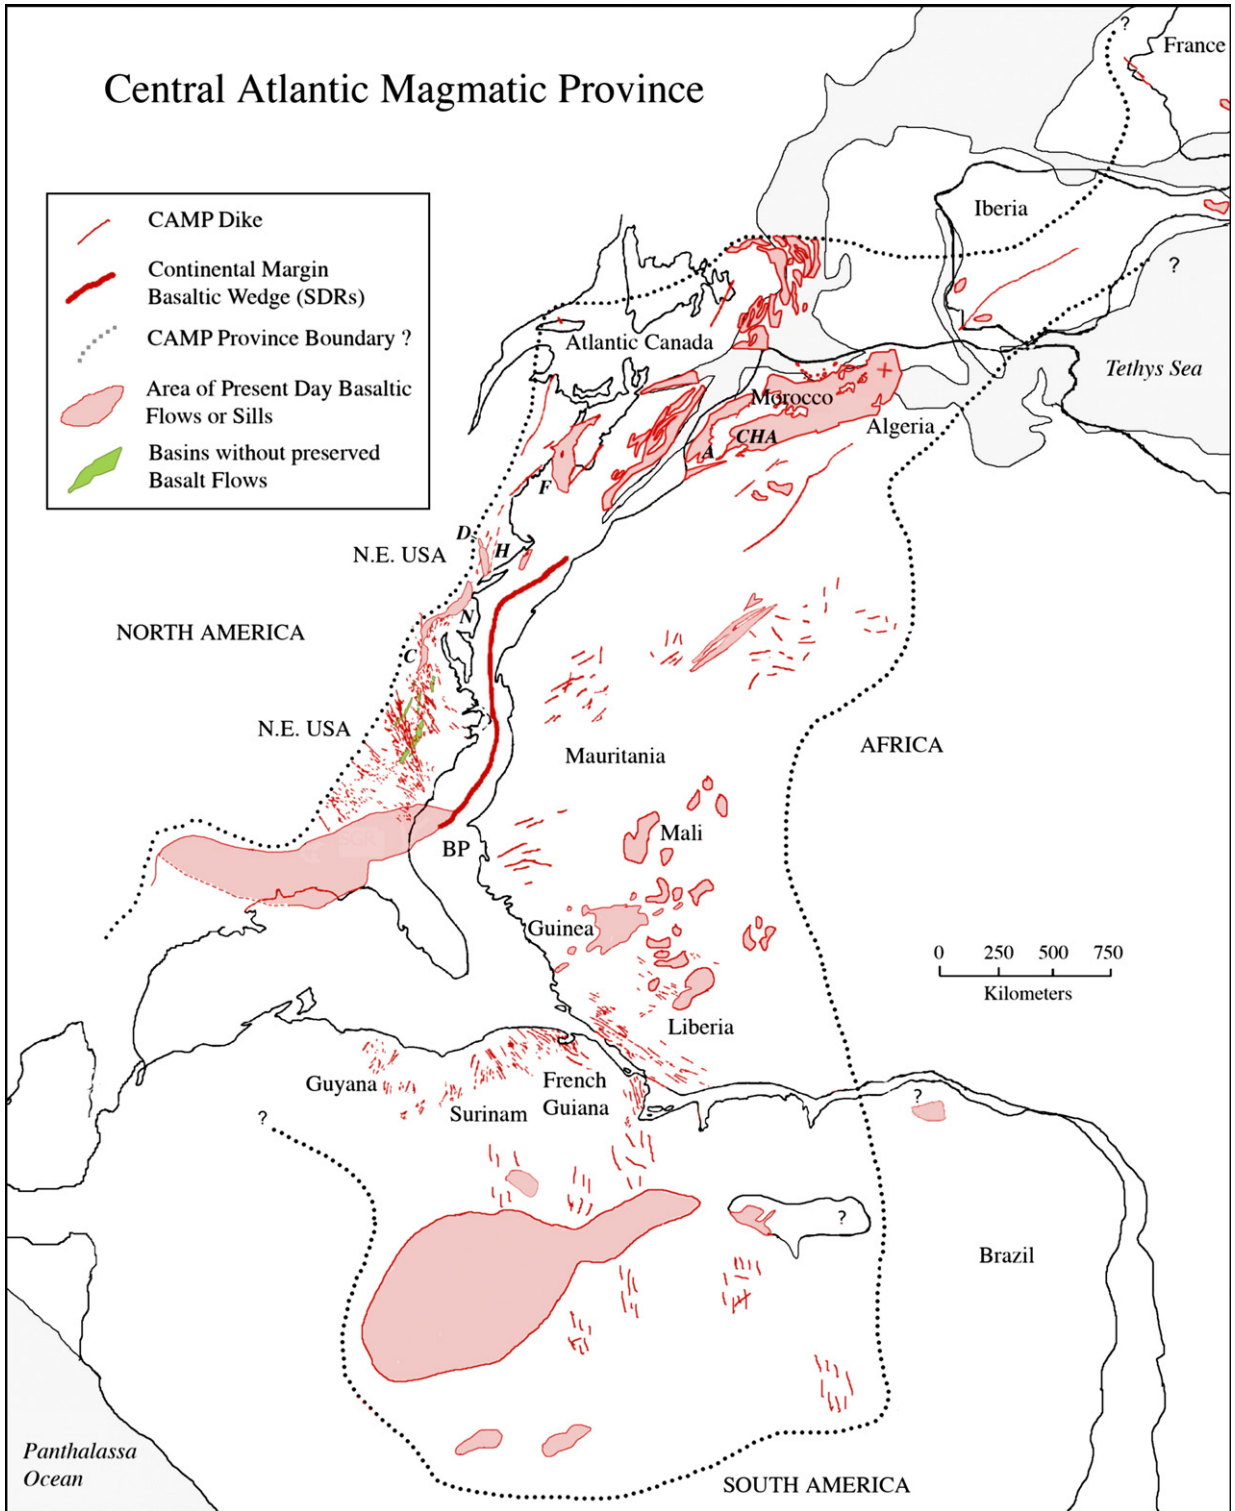 Central Atlantic Magmatic Province
CAMP Dike
Continental Margin
Basaltic Wedge (SDRs)
CAMP Province Boundary ?
Area of Present Day Basaltic
Flows or Sills
Basins without preserved
Basalt Flows
?
France
Iberia
?
Tethys Sea
Atlantic Canada
Morocco
CHA
A
Algeria
F
D
H
N.E. USA
N
NORTH AMERICA
C
N.E. USA
AFRICA
Mauritania
Mali
BP
Guinea
0 250 500 750
Kilometers
Liberia
Guyana
Surinam
French
Guiana
?
?
?
Brazil
Panthalassa
Ocean
SOUTH AMERICA